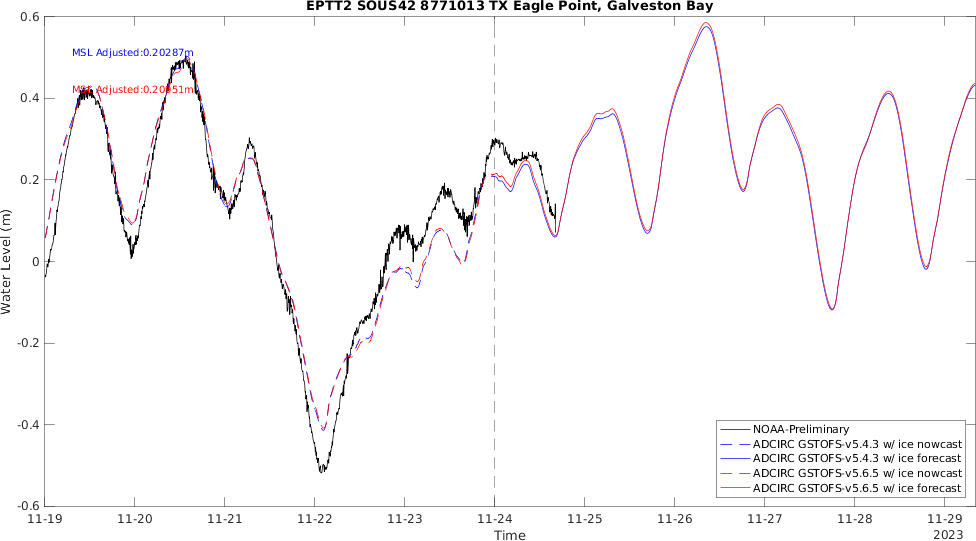 EPTT2 SOUS42 8771013 TX Eagle Point, Galveston Bay
Water Level (m)
0.6
0.4
0.2
0
-0.2
-0.4
-0.6
MSL Adjusted:0.20287m
MSL Adjusted:0.20951m
NOAA-Preliminary
ADCIRC GSTOFS-v5.4.3 w/ ice nowcast
ADCIRC GSTOFS-v5.4.3 w/ ice forecast
ADCIRC GSTOFS-v5.6.5 w/ ice nowcast
ADCIRC GSTOFS-v5.6.5 w/ ice forecast
11-19 11-20 11-21 11-22 11-23 11-24 11-25 11-26 11-27 11-28 11-29
2023
Time